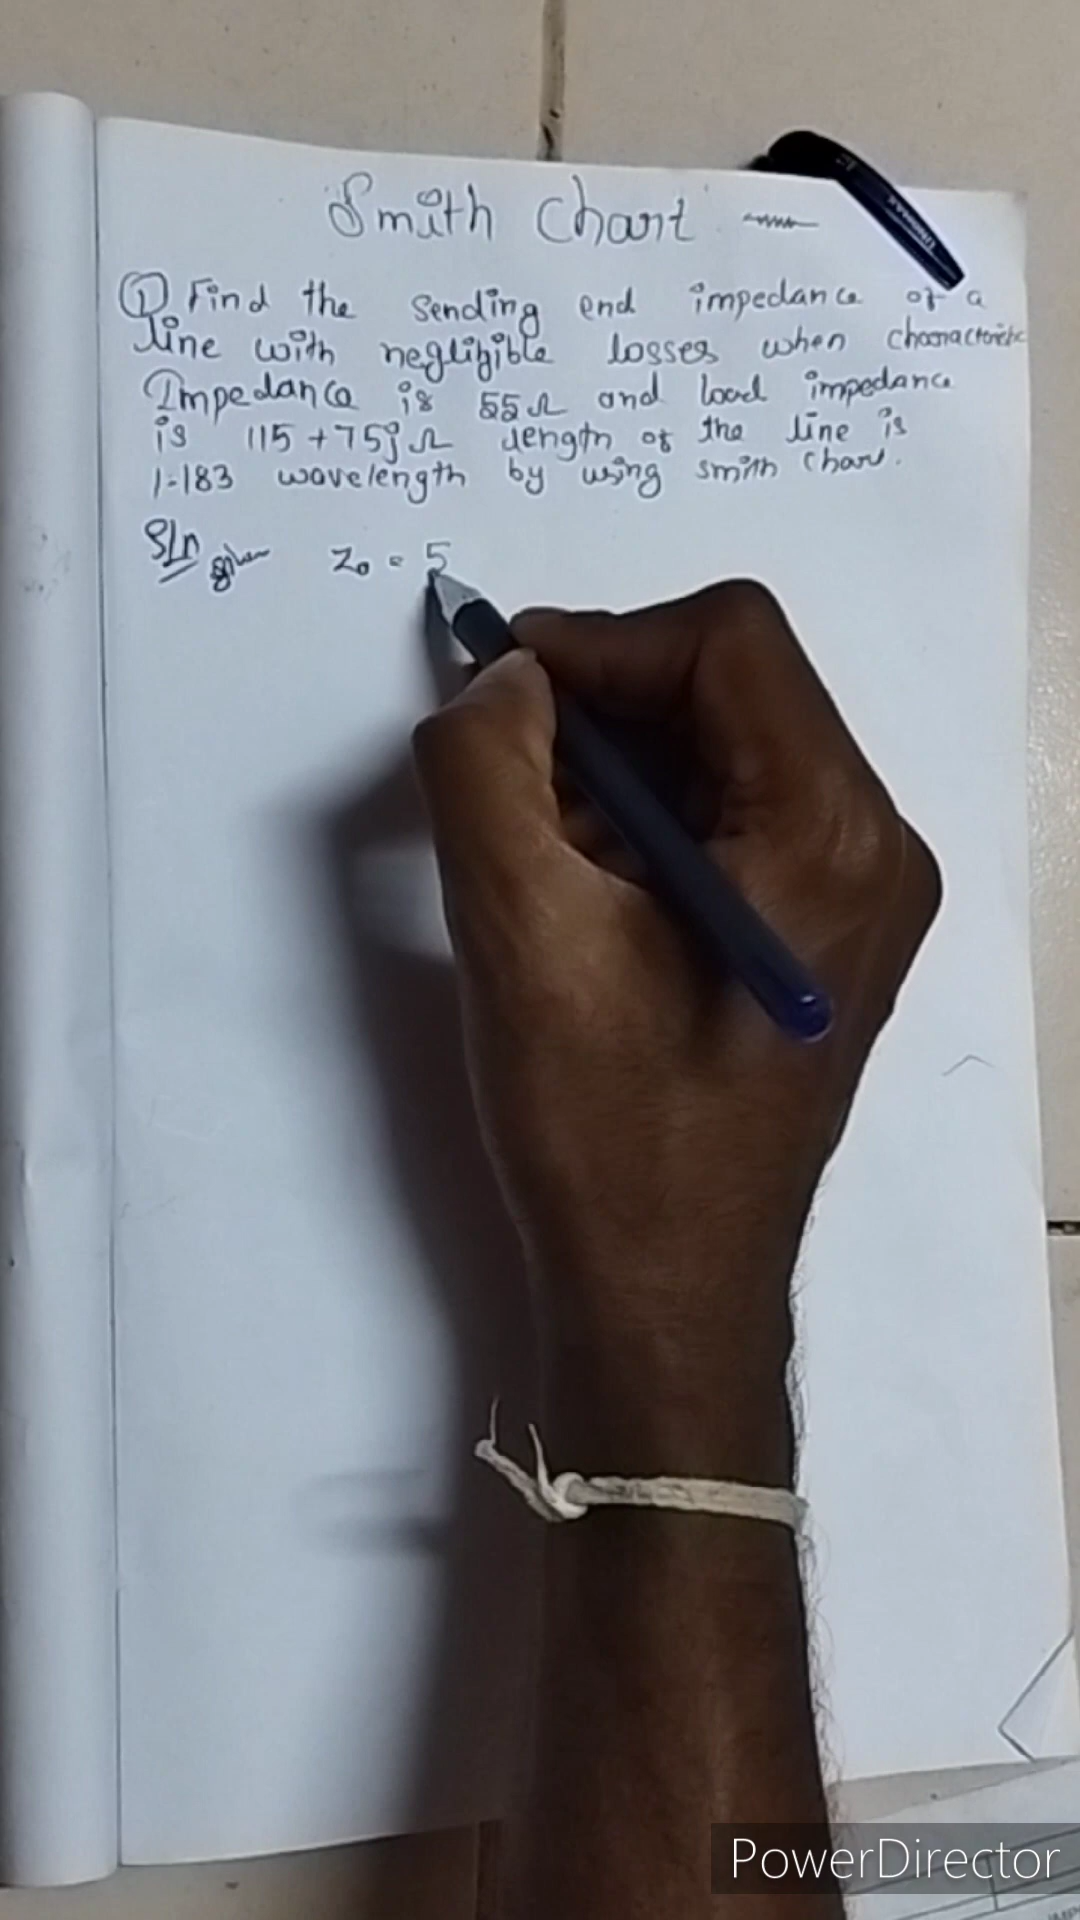 Smith Chart
① Find the sending end impedance of a
line with negligible losses when charactoristic
Impedance is 55Ω and load impedance
is 115+75jΩ length of the line is
1.183 wavelength by using smith chart.
Sln given Z₀ = 5
PowerDirector